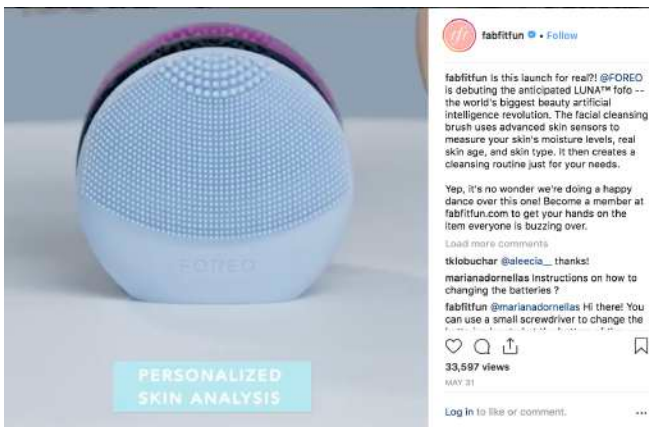 FOREO
PERSONALIZED
SKIN ANALYSIS
fabfitfun • Follow
fabfitfun Is this launch for real?! @FOREO
is debuting the anticipated LUNA™ fofo --
the world's biggest beauty artificial
intelligence revolution. The facial cleansing
brush uses advanced skin sensors to
measure your skin's moisture levels, real
skin age, and skin type. It then creates a
cleansing routine just for your needs.
Yep, it's no wonder we're doing a happy
dance over this one! Become a member at
fabfitfun.com to get your hands on the
item everyone is buzzing over.
Load more comments
tklobuchar @aleecia__ thanks!
marianadornellas Instructions on how to
changing the batteries ?
fabfitfun @marianadornellas Hi there! You
can use a small screwdriver to change the
33,597 views
MAY 31
Log in to like or comment.